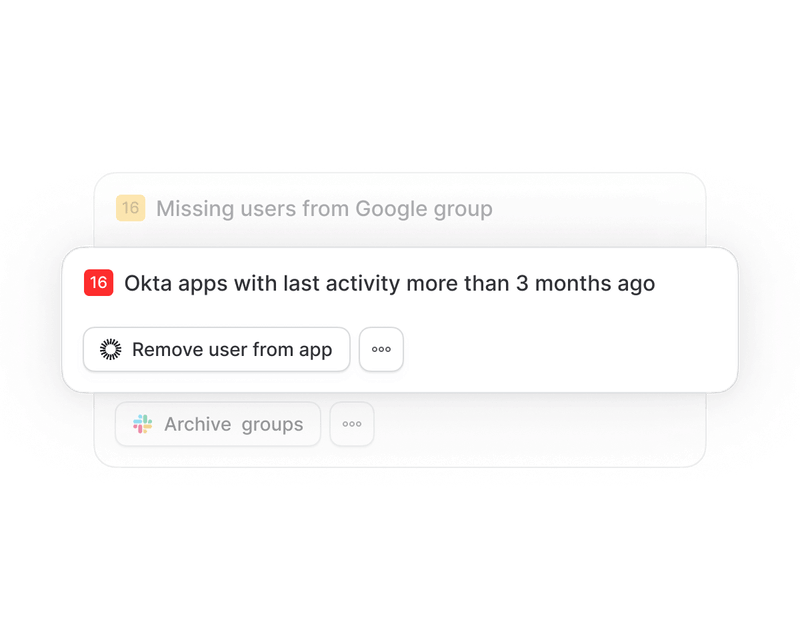 16 Missing users from Google group
16 Okta apps with last activity more than 3 months ago
Remove user from app
Archive groups